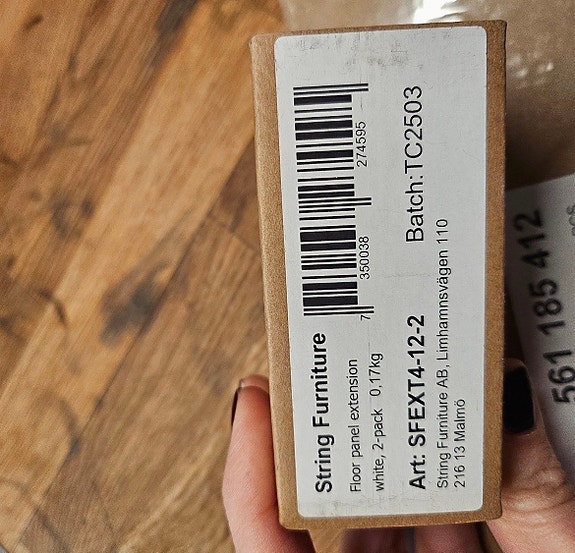 String Furniture
Floor panel extension
white, 2-pack 0,17kg
7 350038 274595
Art: SFEXT4-12-2 Batch:TC2503
String Furniture AB, Limhamnsvägen 110
216 13 Malmö
561 185 412
pcs